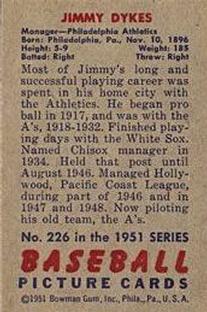 JIMMY DYKES
Manager—Philadelphia Athletics
Born: Philadelphia, Pa., Nov. 10, 1896
Height: 5-9 Weight: 185
Batted: Right Threw: Right
Most of Jimmy's long and
successful playing career was
spent in his home city with
the Athletics. He began pro
ball in 1917, and was with the
A's, 1918-1932. Finished play-
ing days with the White Sox.
Named Chisox manager in
1934. Held that post until
August 1946. Managed Holly-
wood, Pacific Coast League,
during part of 1946 and in
1947 and 1948. Now piloting
his old team, the A's.
No. 226 in the 1951 SERIES
BASEBALL
PICTURE CARDS
©1951 Bowman Gum, Inc., Phila., Pa., U. S. A.